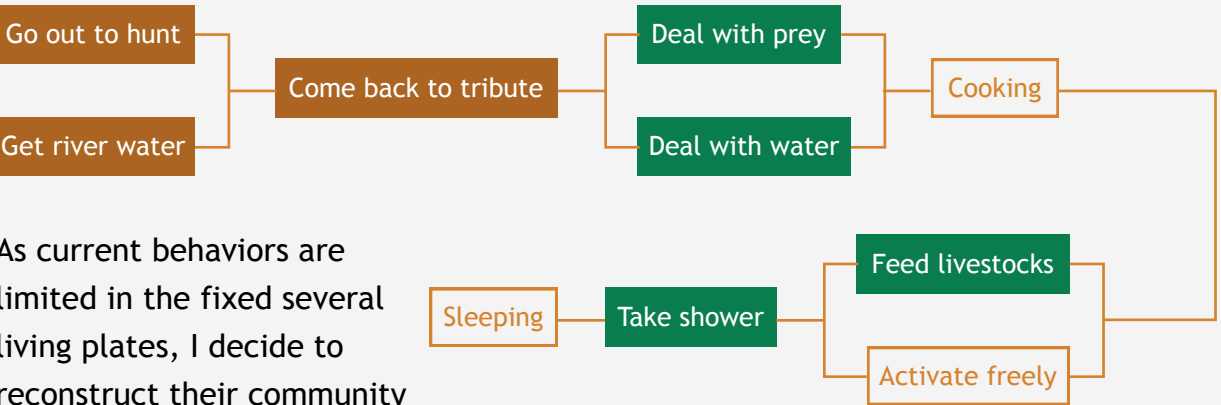 Go out to hunt
Get river water
Come back to tribute
Deal with prey
Deal with water
Cooking
Feed livestocks
Activate freely
Take shower
Sleeping
As current behaviors are
limited in the fixed several
living plates, I decide to
reconstruct their community